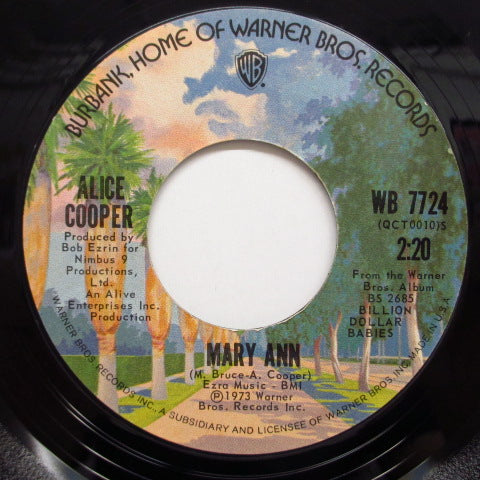 BURBANK, HOME OF WARNER BROS. RECORDS
WB
ALICE
COOPER
Produced by
Bob Ezrin for
Nimbus 9
Productions,
Ltd.
An Alive
Enterprises Inc.
Production
WB 7724
(QCT0010)S
2:20
From the Warner
Bros. Album
BS 2685
BILLION
DOLLAR
BABIES
MARY ANN
(M. Bruce-A. Cooper)
Ezra Music - BMI
Ⓟ1973 Warner
Bros. Records Inc.
WARNER BROS. RECORDS INC., A SUBSIDIARY AND LICENSEE OF WARNER BROS. INC. MADE IN U.S.A.